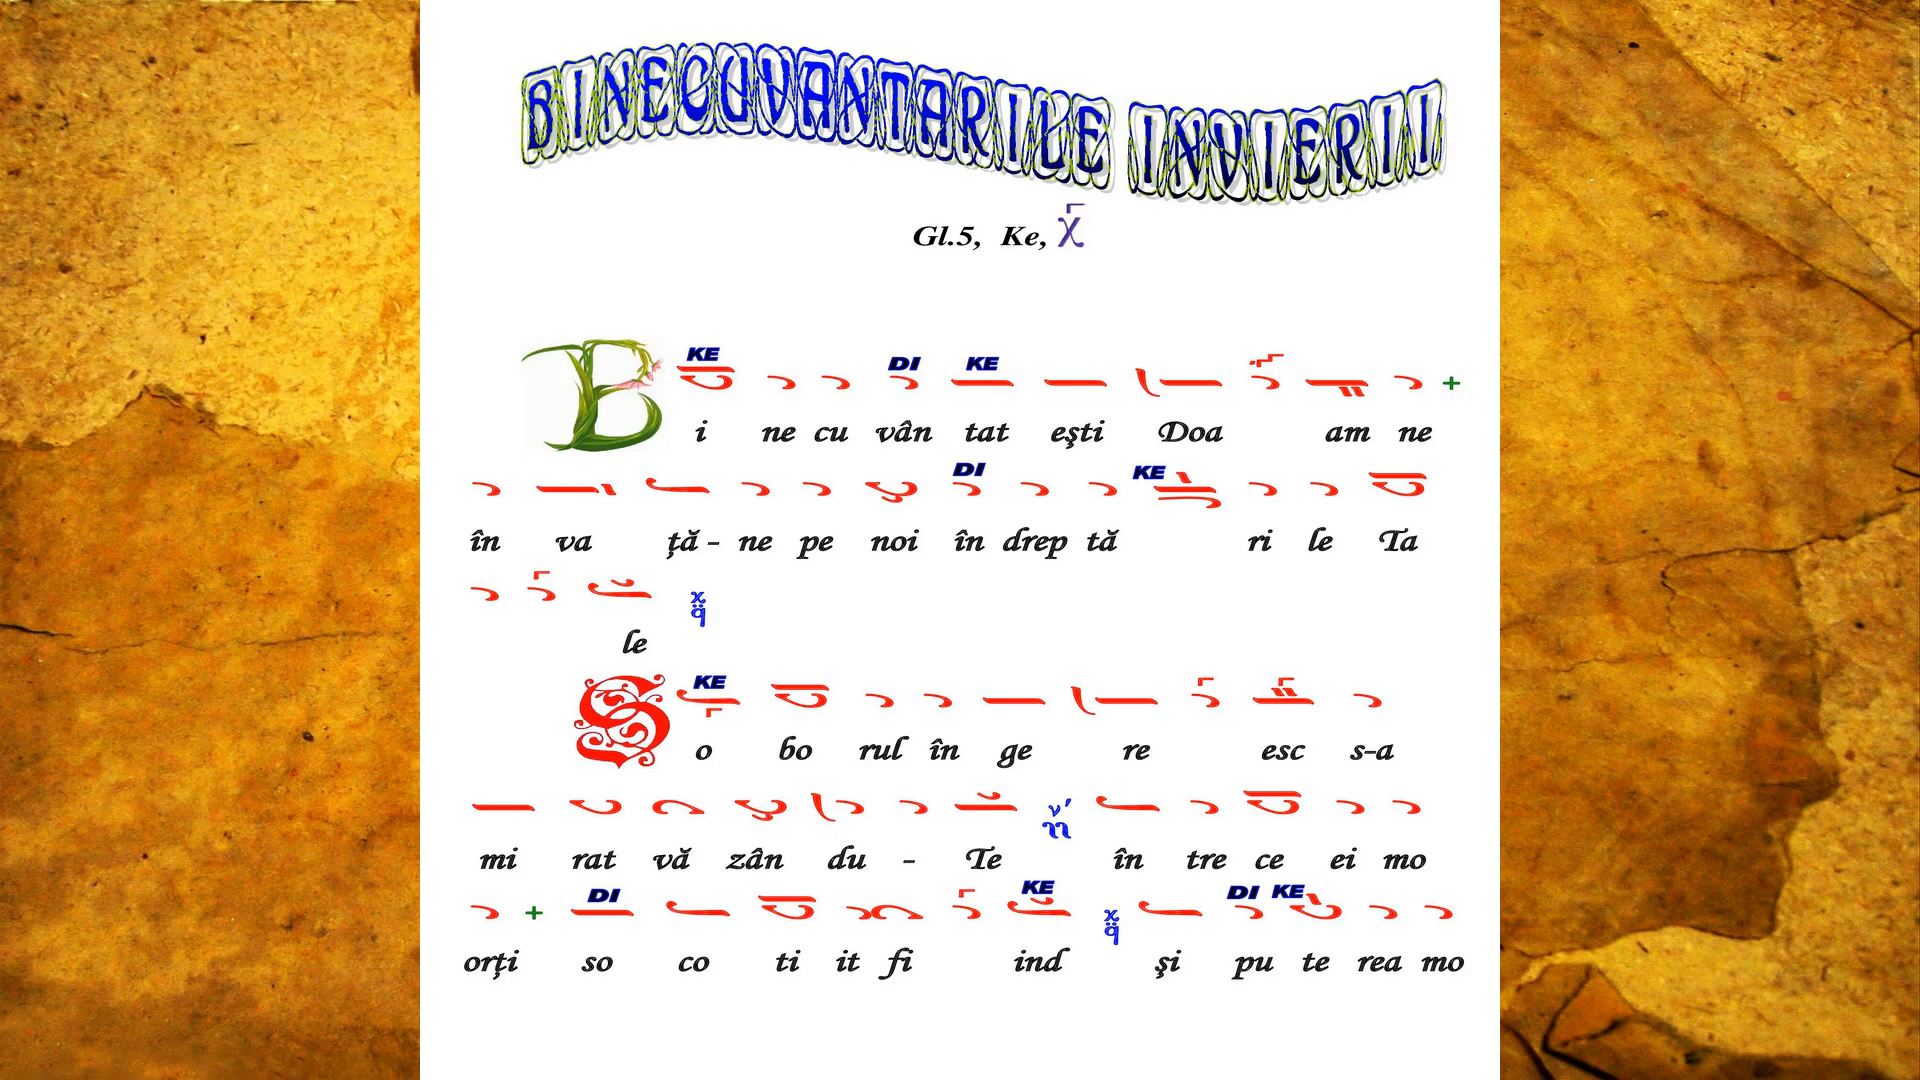 BINECUVANTARILE INVIERII
Gl.5, Ke, χ
KE DI KE
B i ne cu vân tat eşti Doa am ne
DI KE
în va ţă - ne pe noi în drep tă ri le Ta
le
KE
S o bo rul în ge re esc s-a
mi rat vă zân du - Te în tre ce ei mo
DI KE DI KE
orţi so co ti it fi ind şi pu te rea mo